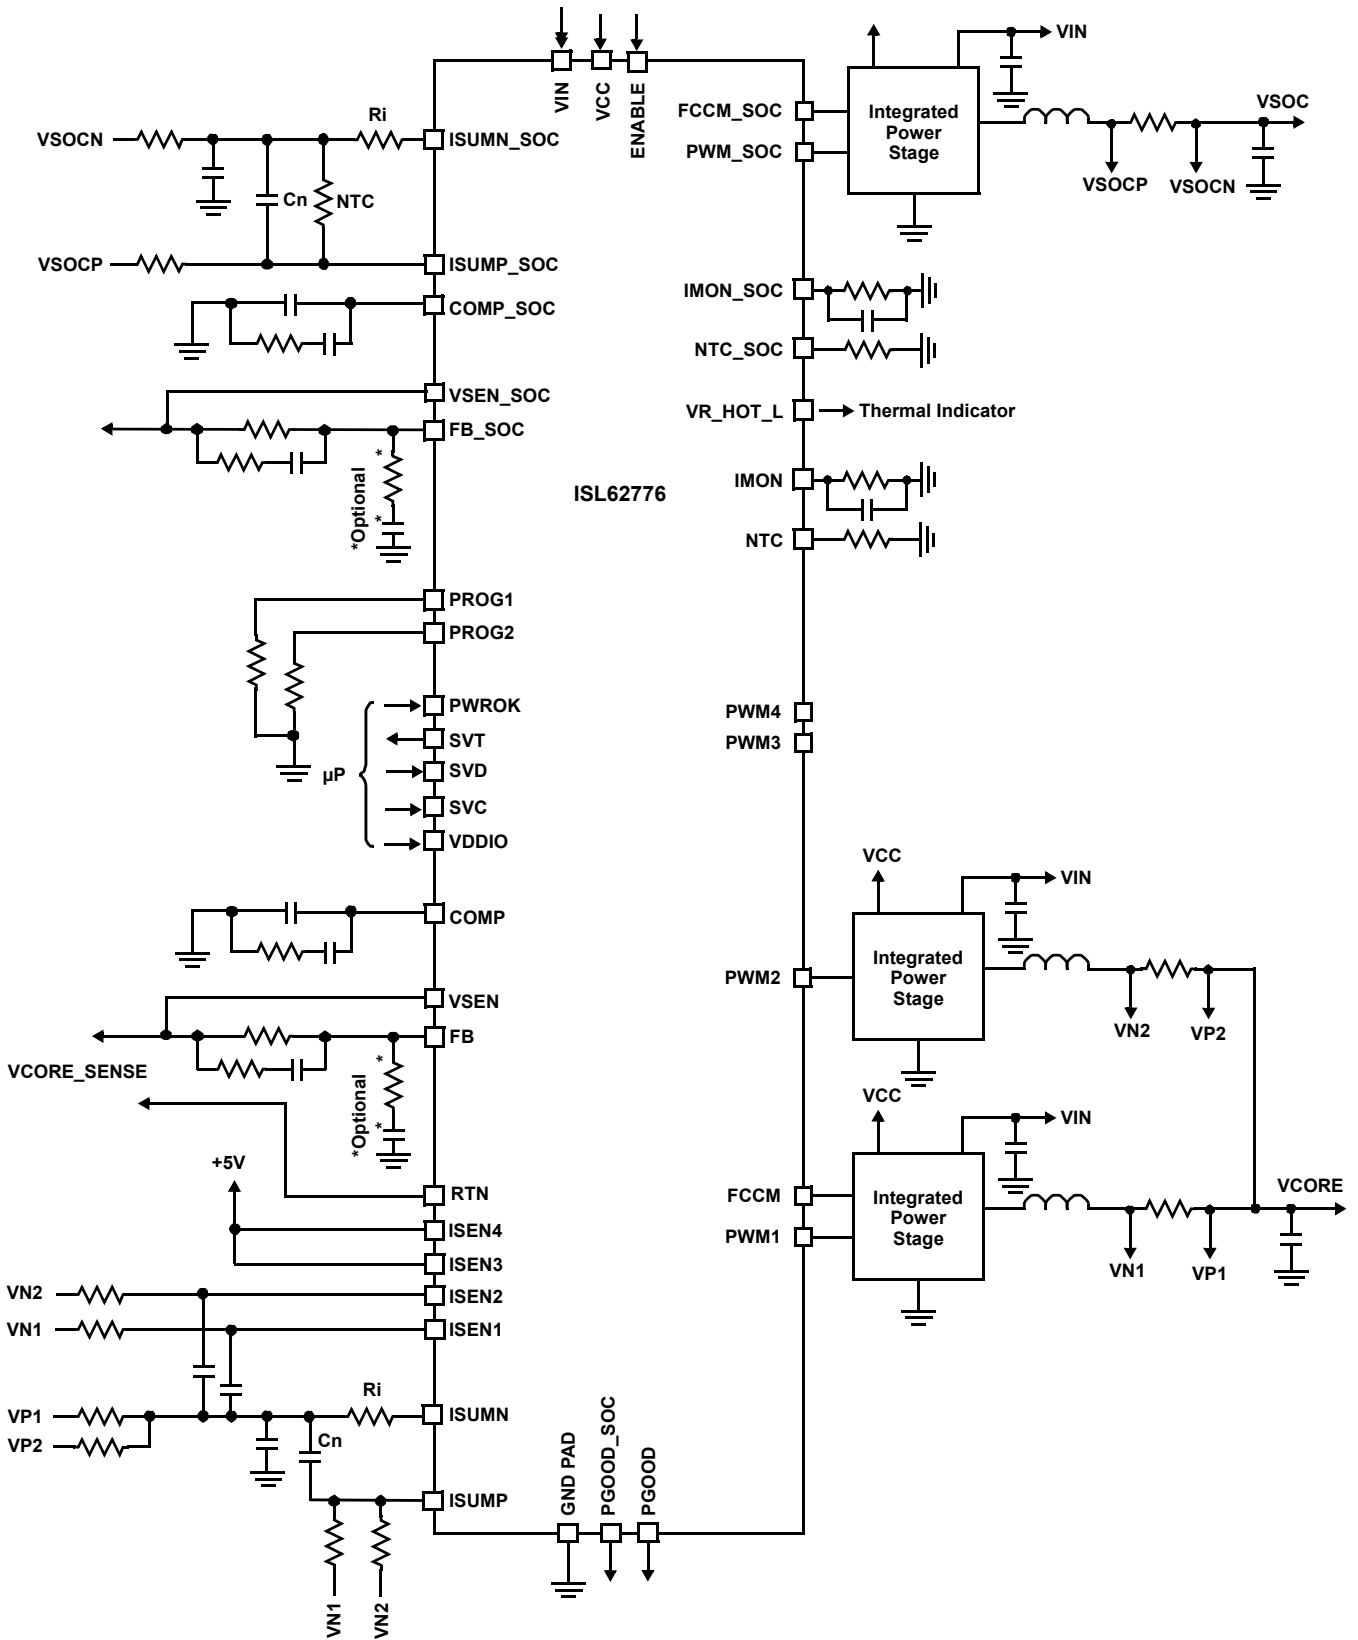 VIN
VCC
ENABLE
VIN
Ri
VSOCN
ISUMN_SOC
Cn
NTC
VSOCP
ISUMP_SOC
COMP_SOC
VSEN_SOC
FB_SOC
*
*
*Optional
PROG1
PROG2
µP
PWROK
SVT
SVD
SVC
VDDIO
COMP
VSEN
FB
VCORE_SENSE
*
*
*Optional
+5V
RTN
ISEN4
ISEN3
VN2
ISEN2
VN1
ISEN1
VP1
VP2
Ri
ISUMN
Cn
ISUMP
VN1
VN2
ISL62776
GND PAD
PGOOD_SOC
PGOOD
FCCM_SOC
PWM_SOC
Integrated
Power
Stage
VSOC
VSOCP
VSOCN
IMON_SOC
NTC_SOC
VR_HOT_L
Thermal Indicator
IMON
NTC
PWM4
PWM3
VCC
VIN
PWM2
Integrated
Power
Stage
VN2
VP2
VCC
VIN
FCCM
PWM1
Integrated
Power
Stage
VN1
VP1
VCORE